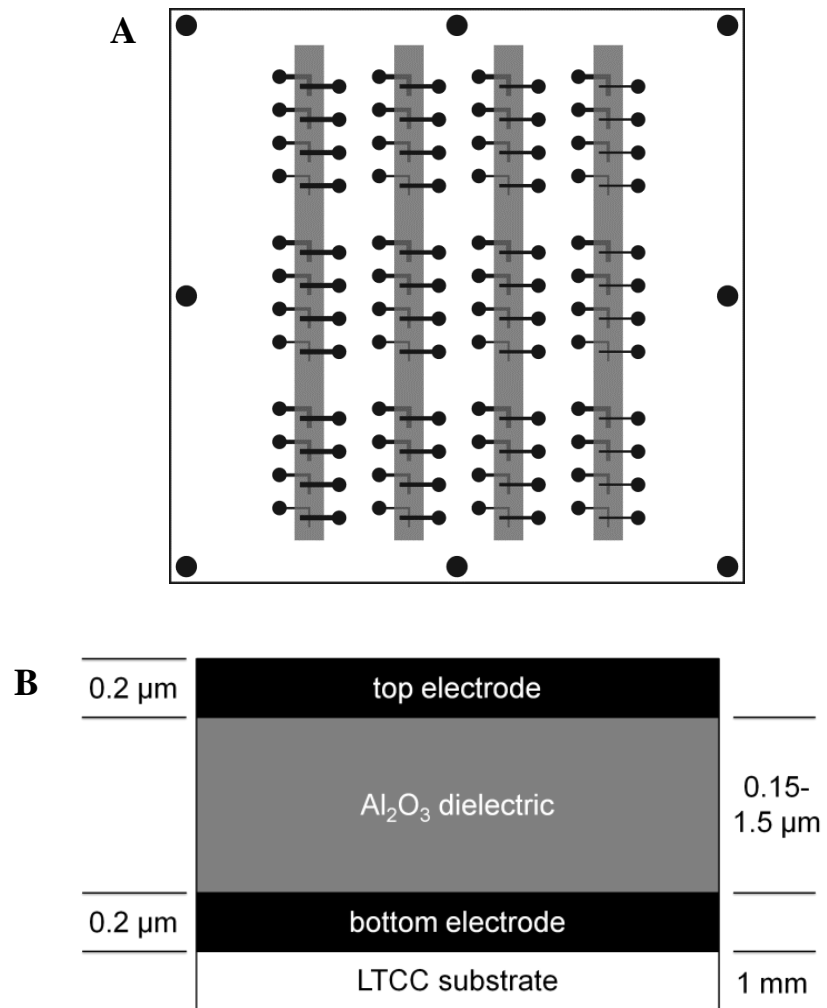 A
B
0.2 µm
top electrode
Al₂O₃ dielectric
0.15-
1.5 µm
0.2 µm
bottom electrode
LTCC substrate
1 mm